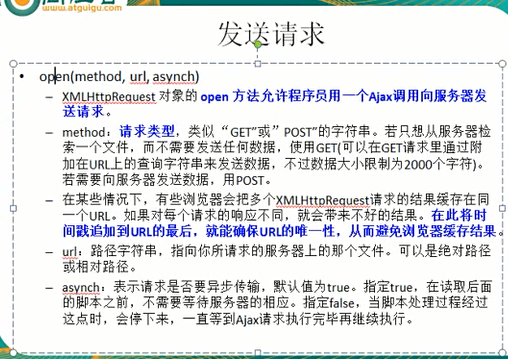 www.atguigu.com
发送请求
• open(method, url, asynch)
– XMLHttpRequest 对象的 open 方法允许程序员用一个Ajax调用向服务器发
送请求。
– method：请求类型，类似 “GET”或”POST”的字符串。若只想从服务器检
索一个文件，而不需要发送任何数据，使用GET(可以在GET请求里通过附
加在URL上的查询字符串来发送数据，不过数据大小限制为2000个字符)。
若需要向服务器发送数据，用POST。
– 在某些情况下，有些浏览器会把多个XMLHttpRequest请求的结果缓存在同
一个URL。如果对每个请求的响应不同，就会带来不好的结果。在此将时
间戳追加到URL的最后，就能确保URL的唯一性，从而避免浏览器缓存结果。
– url：路径字符串，指向你所请求的服务器上的那个文件。可以是绝对路径
或相对路径。
– asynch：表示请求是否要异步传输，默认值为true。指定true，在读取后面
的脚本之前，不需要等待服务器的相应。指定false，当脚本处理过程经过
这点时，会停下来，一直等到Ajax请求执行完毕再继续执行。